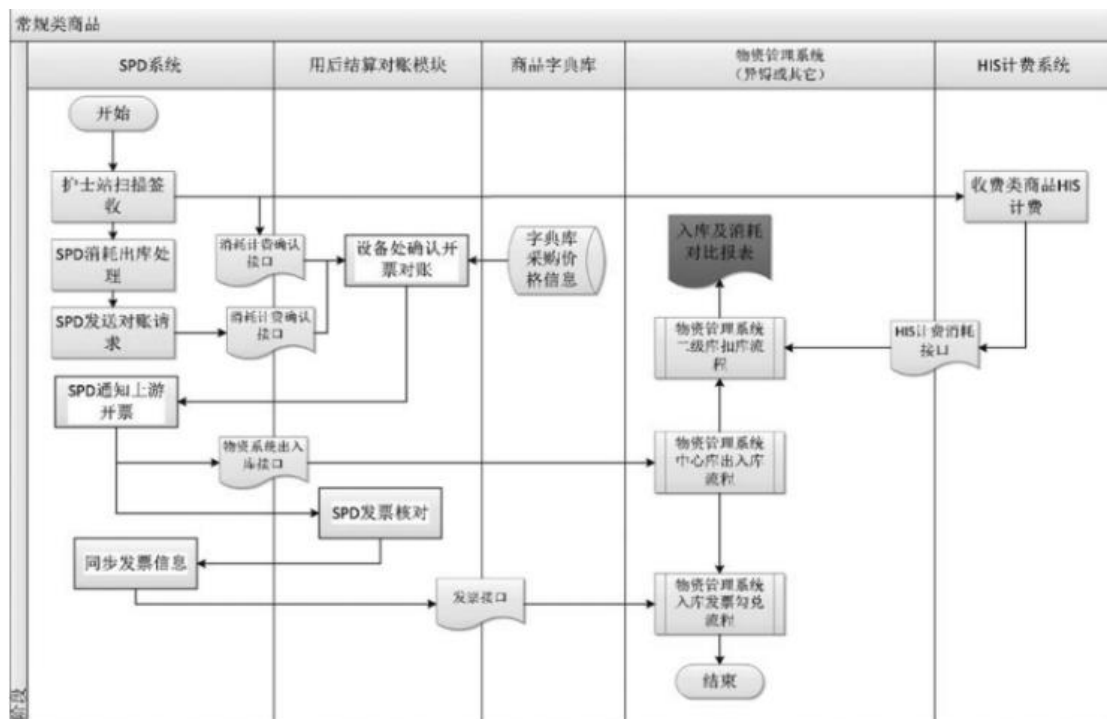 常规类商品
SPD系统
用后结算对账模块
商品字典库
物资管理系统
（异得或其它）
HIS计费系统
开始
护士站扫描签
收
收费类商品HIS
计费
消耗计费确认
接口
设备处确认开
票对账
字典库
采购价
格信息
入库及消耗
对比报表
SPD消耗出库处
理
SPD发送对账请
求
消耗计费确认
接口
物资管理系统
二级库扣库流
程
HIS计费消耗
接口
SPD通知上游
开票
物资系统出入
库接口
物资管理系统
中心库出入库
流程
SPD发票核对
同步发票信息
发票接口
物资管理系统
入库发票勾兑
流程
结束
阶段